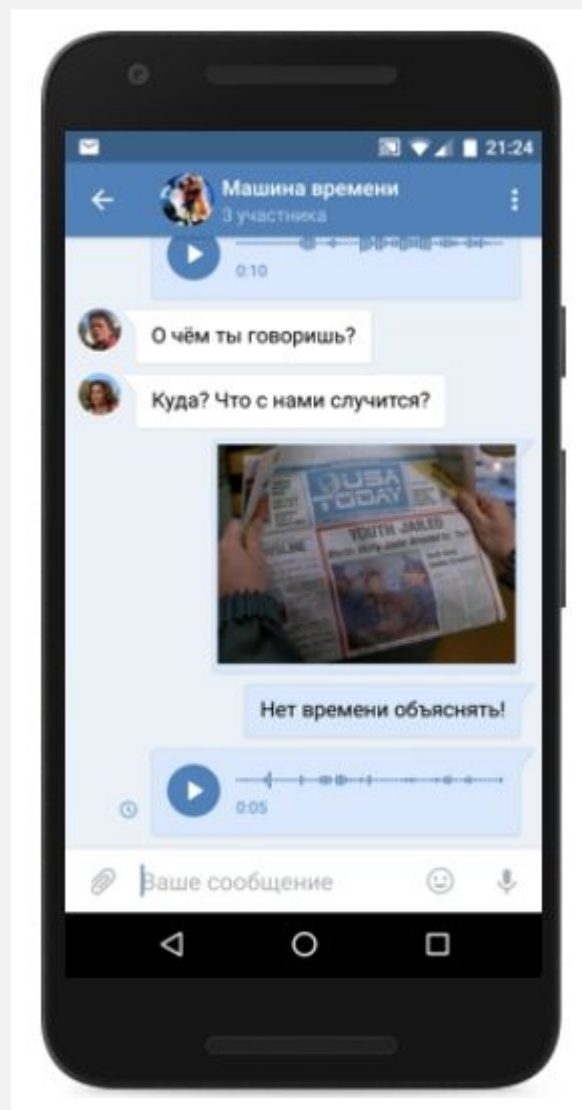 21:24
Машина времени
3 участника
0:10
О чём ты говоришь?
Куда? Что с нами случится?
USA
TODAY
YOUTH JAILED
Нет времени объяснять!
0:05
Ваше сообщение